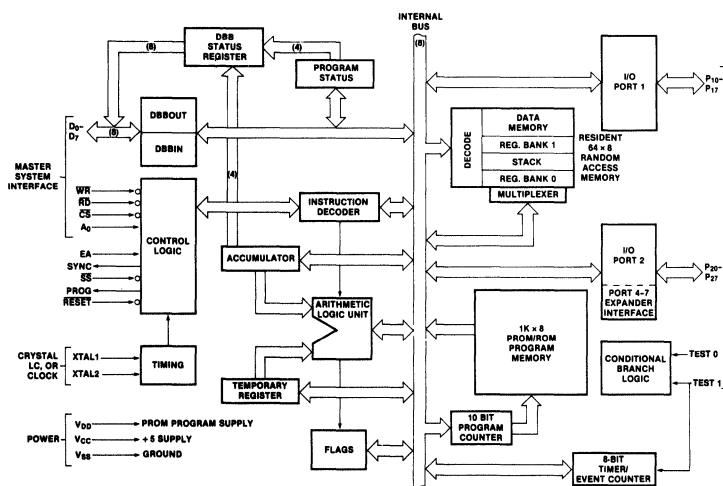 INTERNAL
BUS
(8)
(8)
DBB
STATUS
REGISTER
(4)
PROGRAM
STATUS
I/O
PORT 1
P10–
P17
D0–
D7
(8)
DBBOUT
DBBIN
DECODE
DATA
MEMORY
REG. BANK 1
STACK
REG. BANK 0
MULTIPLEXER
RESIDENT
64 × 8
RANDOM
ACCESS
MEMORY
MASTER
SYSTEM
INTERFACE
WR
RD
CS
A0
CONTROL
LOGIC
(4)
INSTRUCTION
DECODER
EA
SYNC
SS
PROG
RESET
ACCUMULATOR
I/O
PORT 2
PORT 4–7
EXPANDER
INTERFACE
P20–
P27
ARITHMETIC
LOGIC UNIT
1K × 8
PROM/ROM
PROGRAM
MEMORY
CRYSTAL
LC, OR
CLOCK
XTAL1
XTAL2
TIMING
CONDITIONAL
BRANCH
LOGIC
TEST 0
TEST 1
TEMPORARY
REGISTER
10 BIT
PROGRAM
COUNTER
POWER
VDD
PROM PROGRAM SUPPLY
VCC
+ 5 SUPPLY
VSS
GROUND
FLAGS
8-BIT
TIMER/
EVENT COUNTER